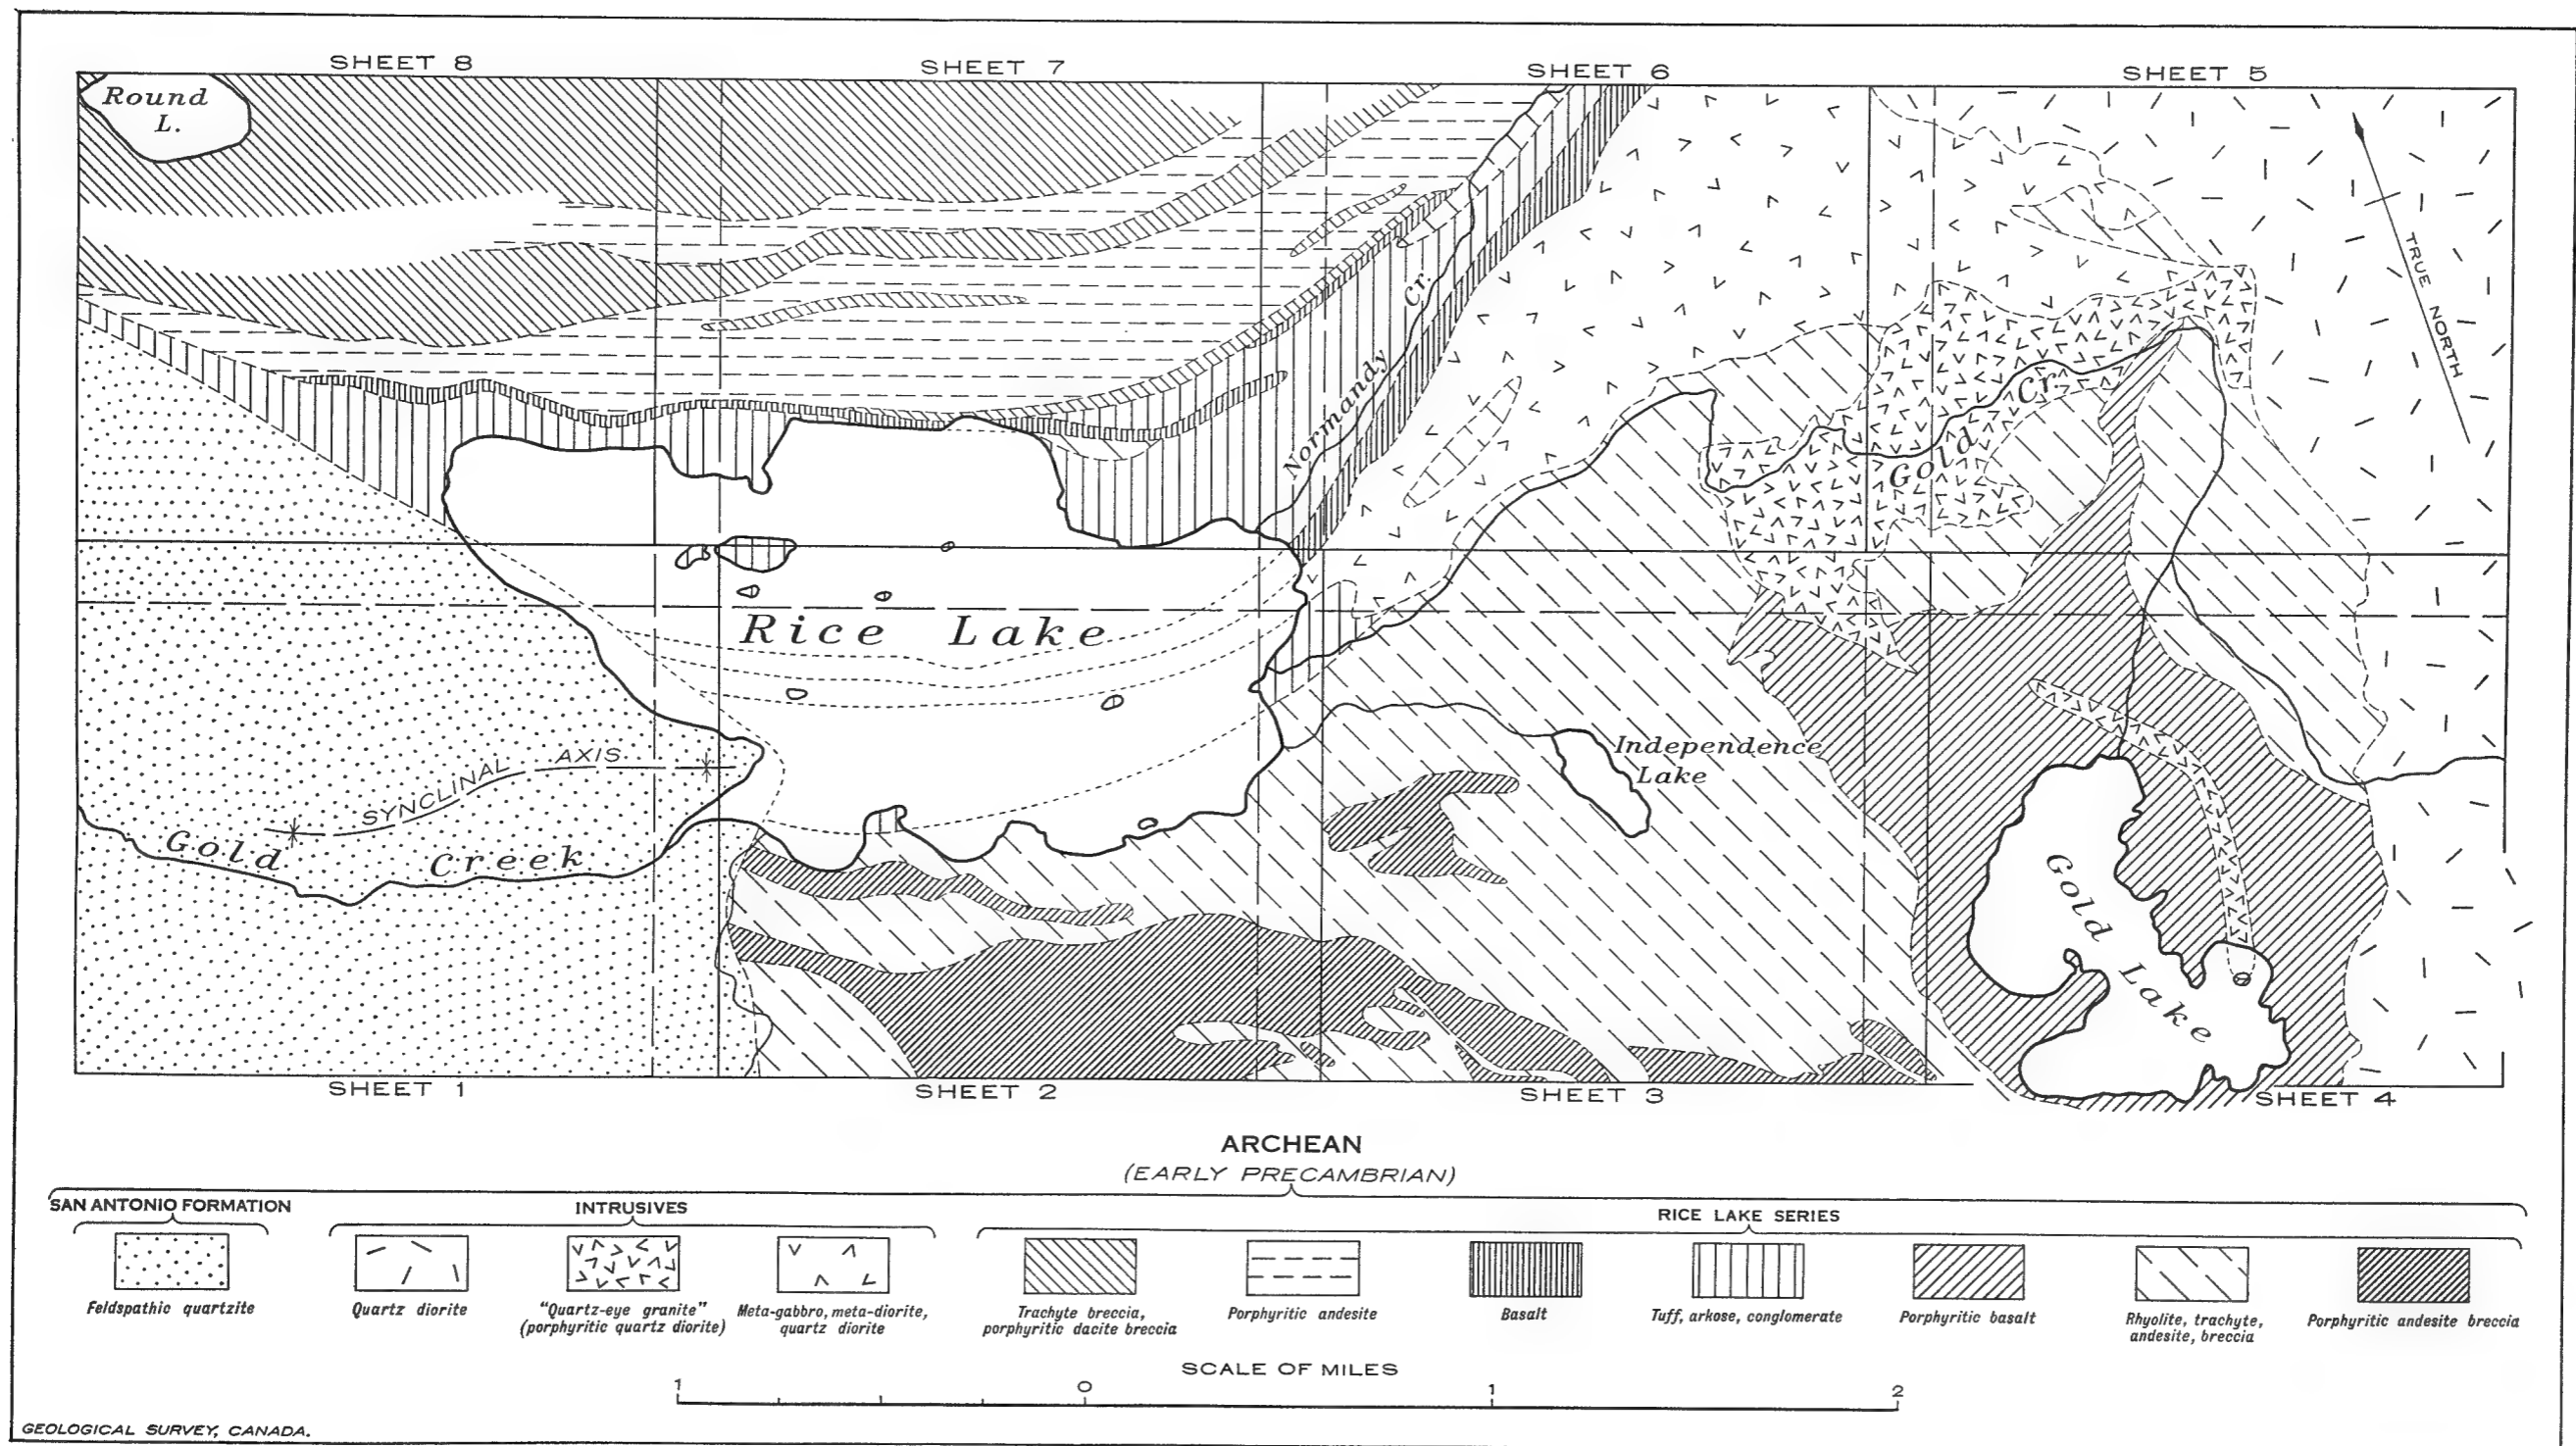 SHEET 8
SHEET 7
SHEET 6
SHEET 5
Round
L.
TRUE NORTH
Normandy Cr.
Gold Cr.
Rice Lake
Independence
Lake
SYNCLINAL AXIS
Gold Creek
Gold Lake
SHEET 1
SHEET 2
SHEET 3
SHEET 4
ARCHEAN
(EARLY PRECAMBRIAN)
SAN ANTONIO FORMATION
INTRUSIVES
RICE LAKE SERIES
Feldspathic quartzite
Quartz diorite
"Quartz-eye granite"
(porphyritic quartz diorite)
Meta-gabbro, meta-diorite,
quartz diorite
Trachyte breccia,
porphyritic dacite breccia
Porphyritic andesite
Basalt
Tuff, arkose, conglomerate
Porphyritic basalt
Rhyolite, trachyte,
andesite, breccia
Porphyritic andesite breccia
SCALE OF MILES
1 0 1 2
GEOLOGICAL SURVEY, CANADA.